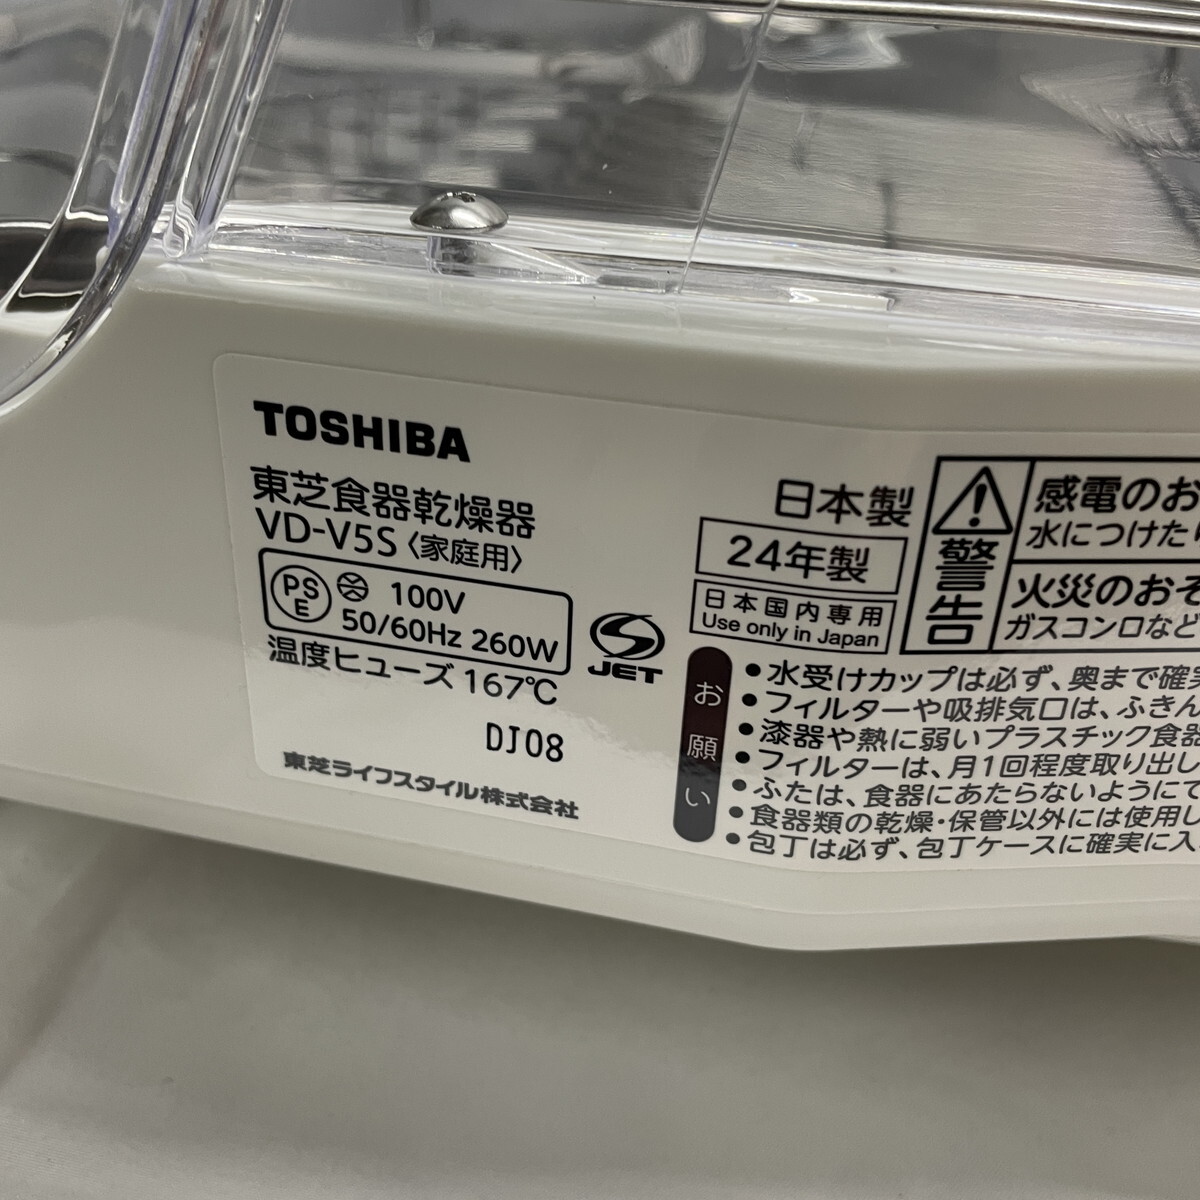 TOSHIBA
東芝食器乾燥器
VD-V5S〈家庭用〉
PS
E
100V
50/60Hz 260W
温度ヒューズ 167℃
JET
DJ08
東芝ライフスタイル株式会社
日本製
24年製
日本国内専用
Use only in Japan
警告
感電のお
水につけた
火災のおそ
ガスコンロなど
お願い
●水受けカップは必ず、奥まで確実
●フィルターや吸排気口は、ふきん
●漆器や熱に弱いプラスチック食器
●フィルターは、月1回程度取り出し
●ふたは、食器にあたらないようにて
●食器類の乾燥・保管以外には使用し
●包丁は必ず、包丁ケースに確実に入